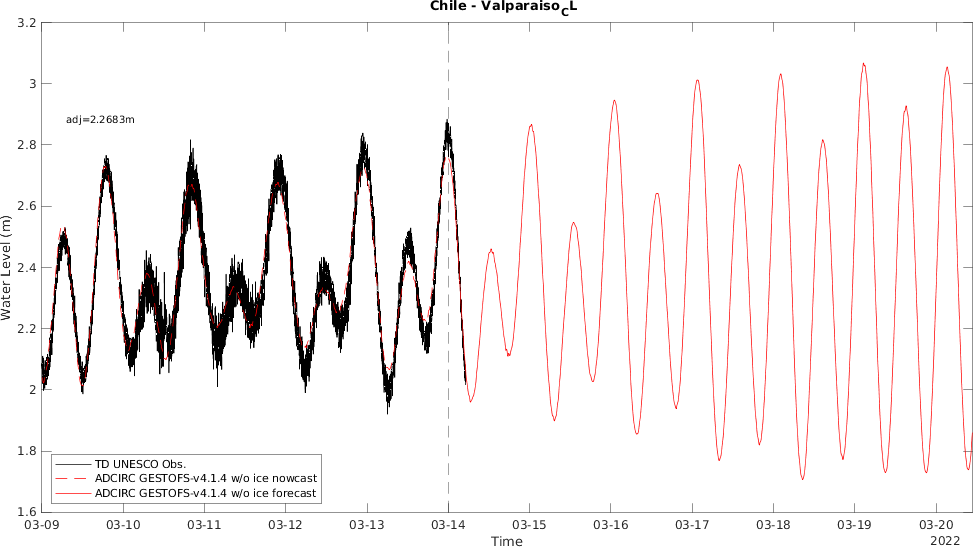 Chile - Valparaiso_CL
3.2
3
2.8
2.6
2.4
2.2
2
1.8
1.6
Water Level (m)
adj=2.2683m
TD UNESCO Obs.
ADCIRC GESTOFS-v4.1.4 w/o ice nowcast
ADCIRC GESTOFS-v4.1.4 w/o ice forecast
03-09 03-10 03-11 03-12 03-13 03-14 03-15 03-16 03-17 03-18 03-19 03-20
Time
2022